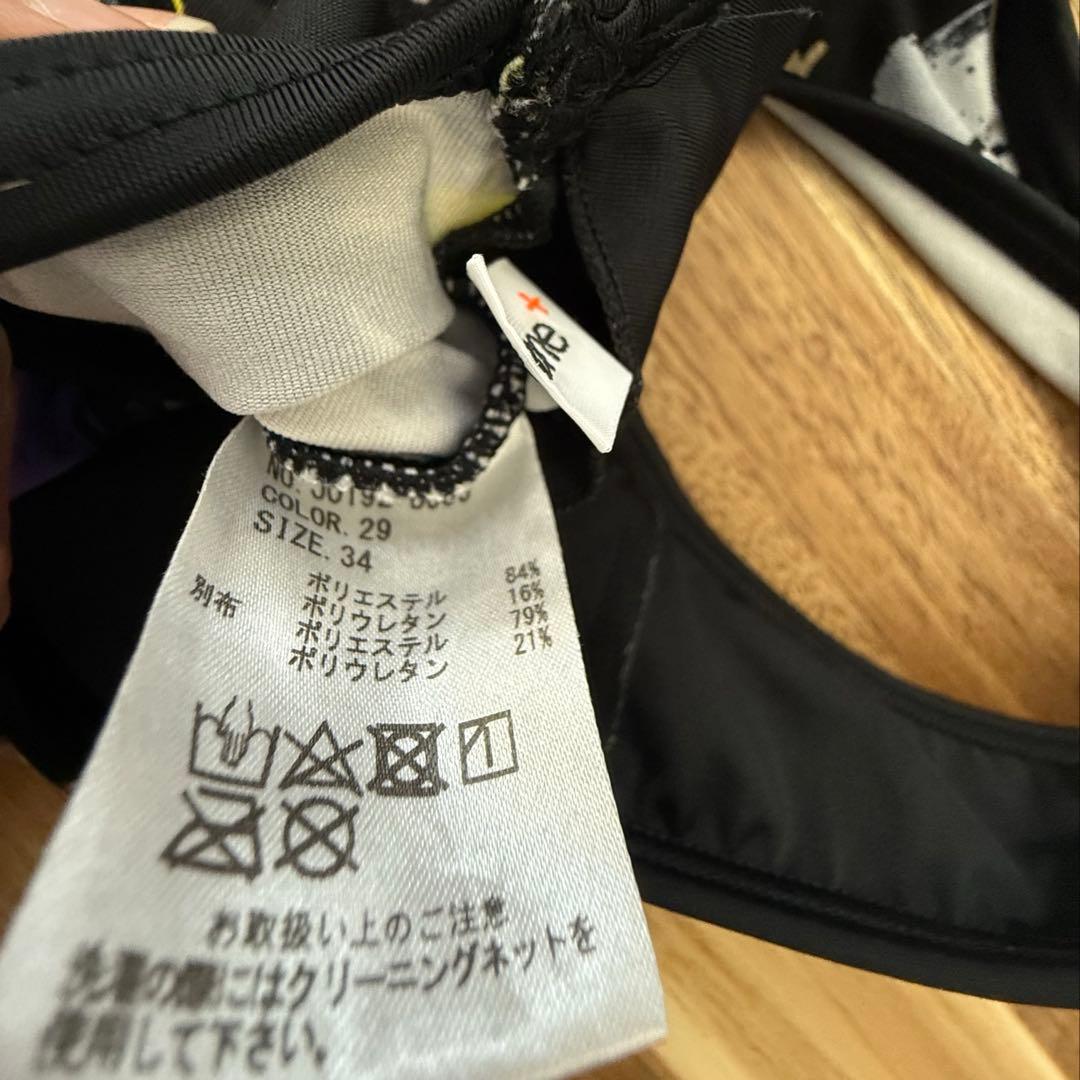 me+
COLOR. 29
SIZE. 34
ポリエステル 84%
別布 ポリウレタン 16%
ポリエステル 79%
ポリウレタン 21%
お取扱い上のご注意
洗濯の際にはクリーニングネットを
使用して下さい。